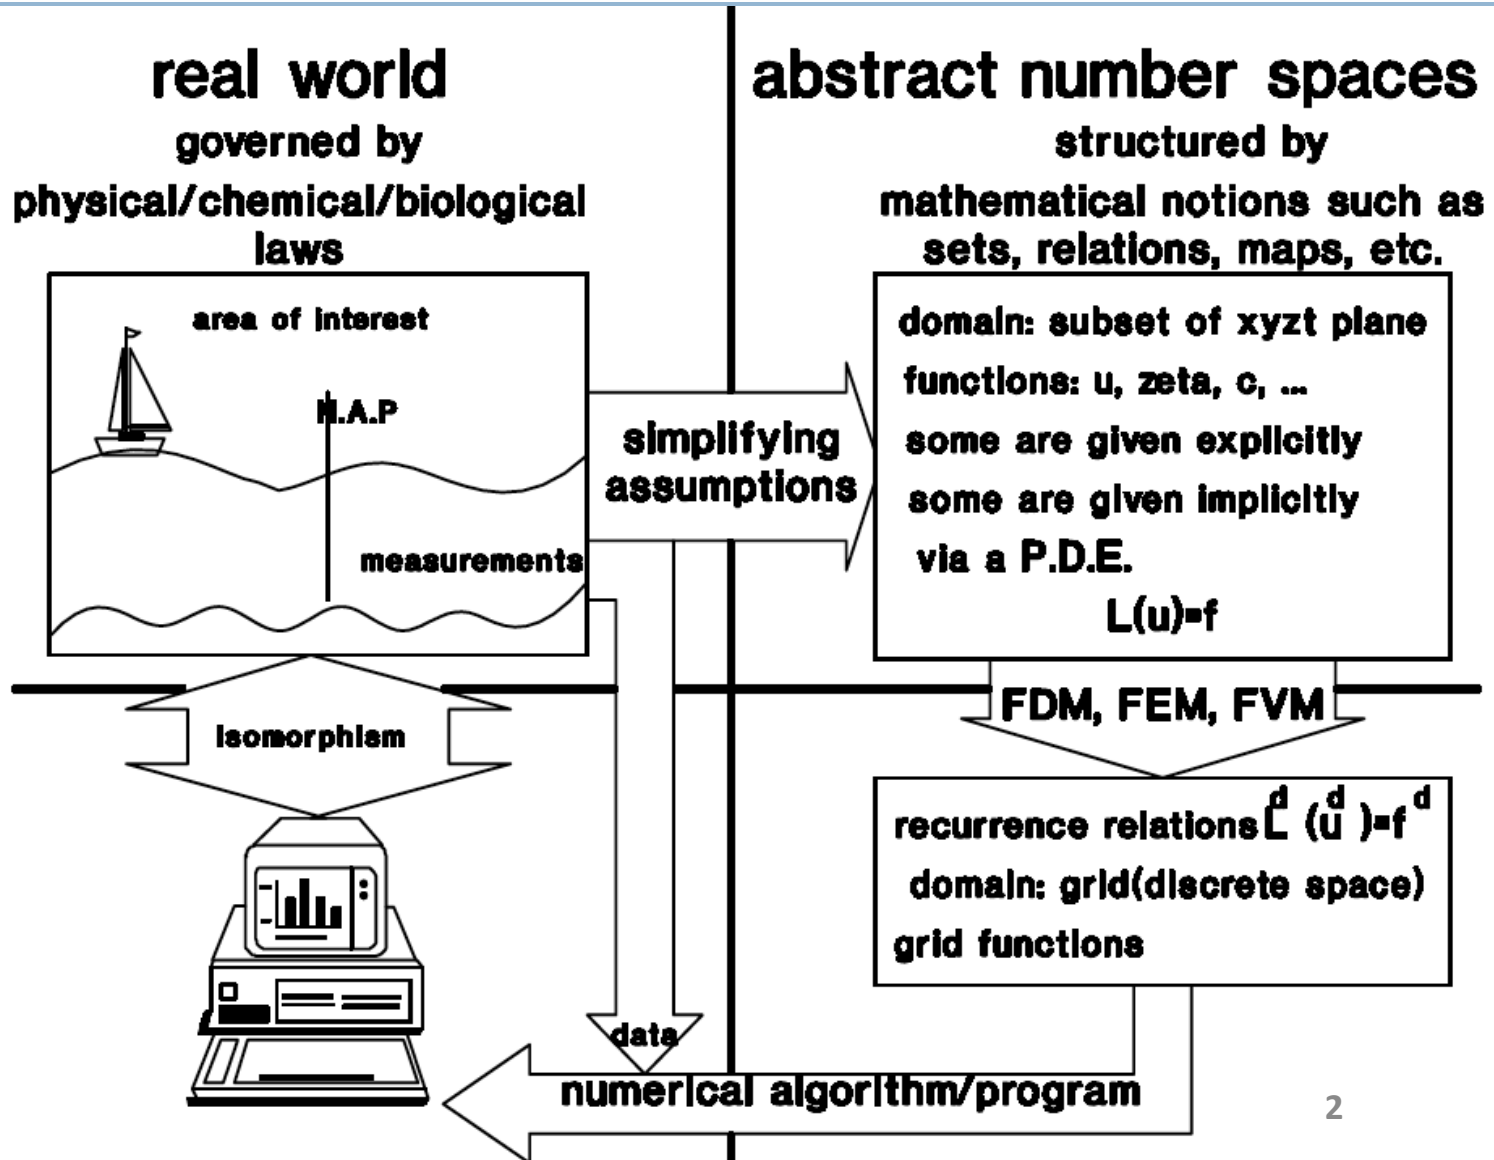 real world
governed by
physical/chemical/biological
laws
area of interest
N.A.P
measurements
simplifying
assumptions
abstract number spaces
structured by
mathematical notions such as
sets, relations, maps, etc.
domain: subset of xyzt plane
functions: u, zeta, c, ...
some are given explicitly
some are given implicitly
via a P.D.E.
L(u)=f
isomorphism
FDM, FEM, FVM
recurrence relations L^d (u^d)=f^d
domain: grid(discrete space)
grid functions
data
numerical algorithm/program
2